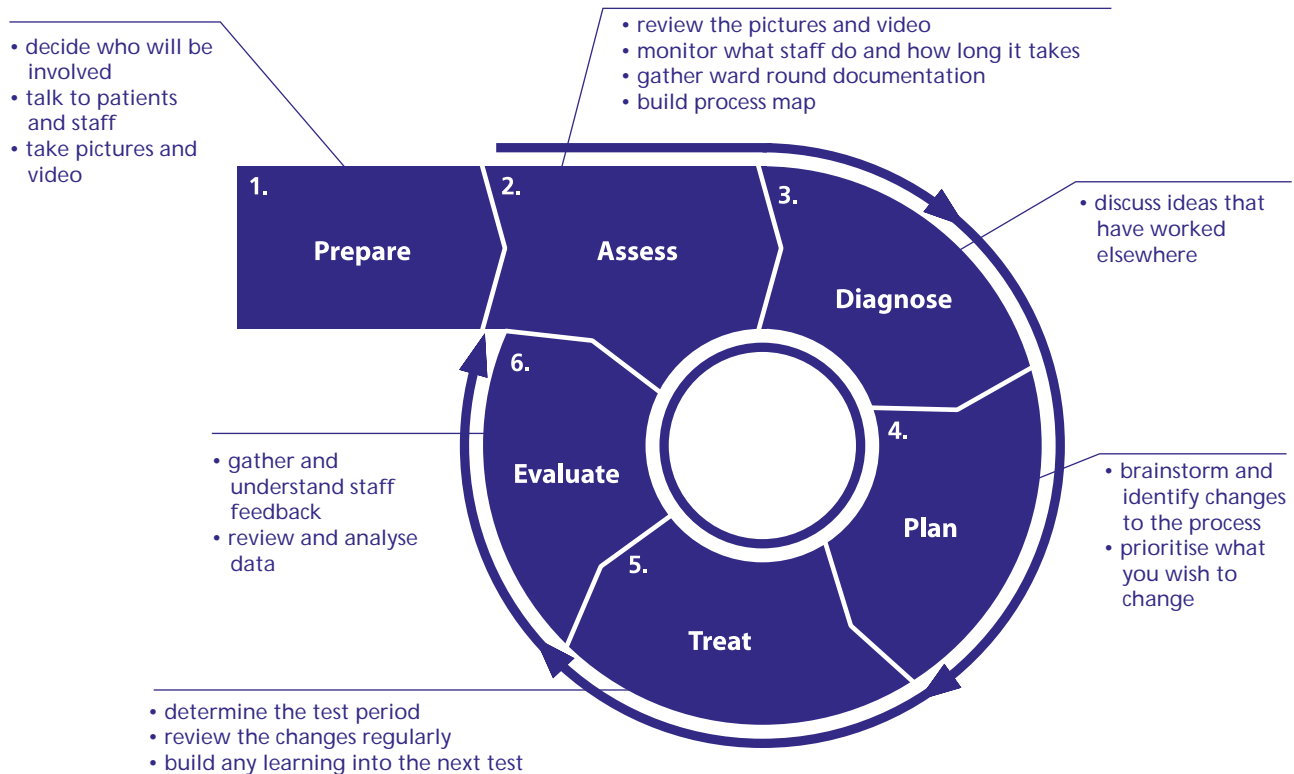 • decide who will be
involved
• talk to patients
and staff
• take pictures and
video
• review the pictures and video
• monitor what staff do and how long it takes
• gather ward round documentation
• build process map
1.
Prepare
2.
Assess
3.
Diagnose
• discuss ideas that
have worked
elsewhere
4.
Plan
• brainstorm and
identify changes
to the process
• prioritise what
you wish to
change
5.
Treat
• determine the test period
• review the changes regularly
• build any learning into the next test
6.
Evaluate
• gather and
understand staff
feedback
• review and analyse
data